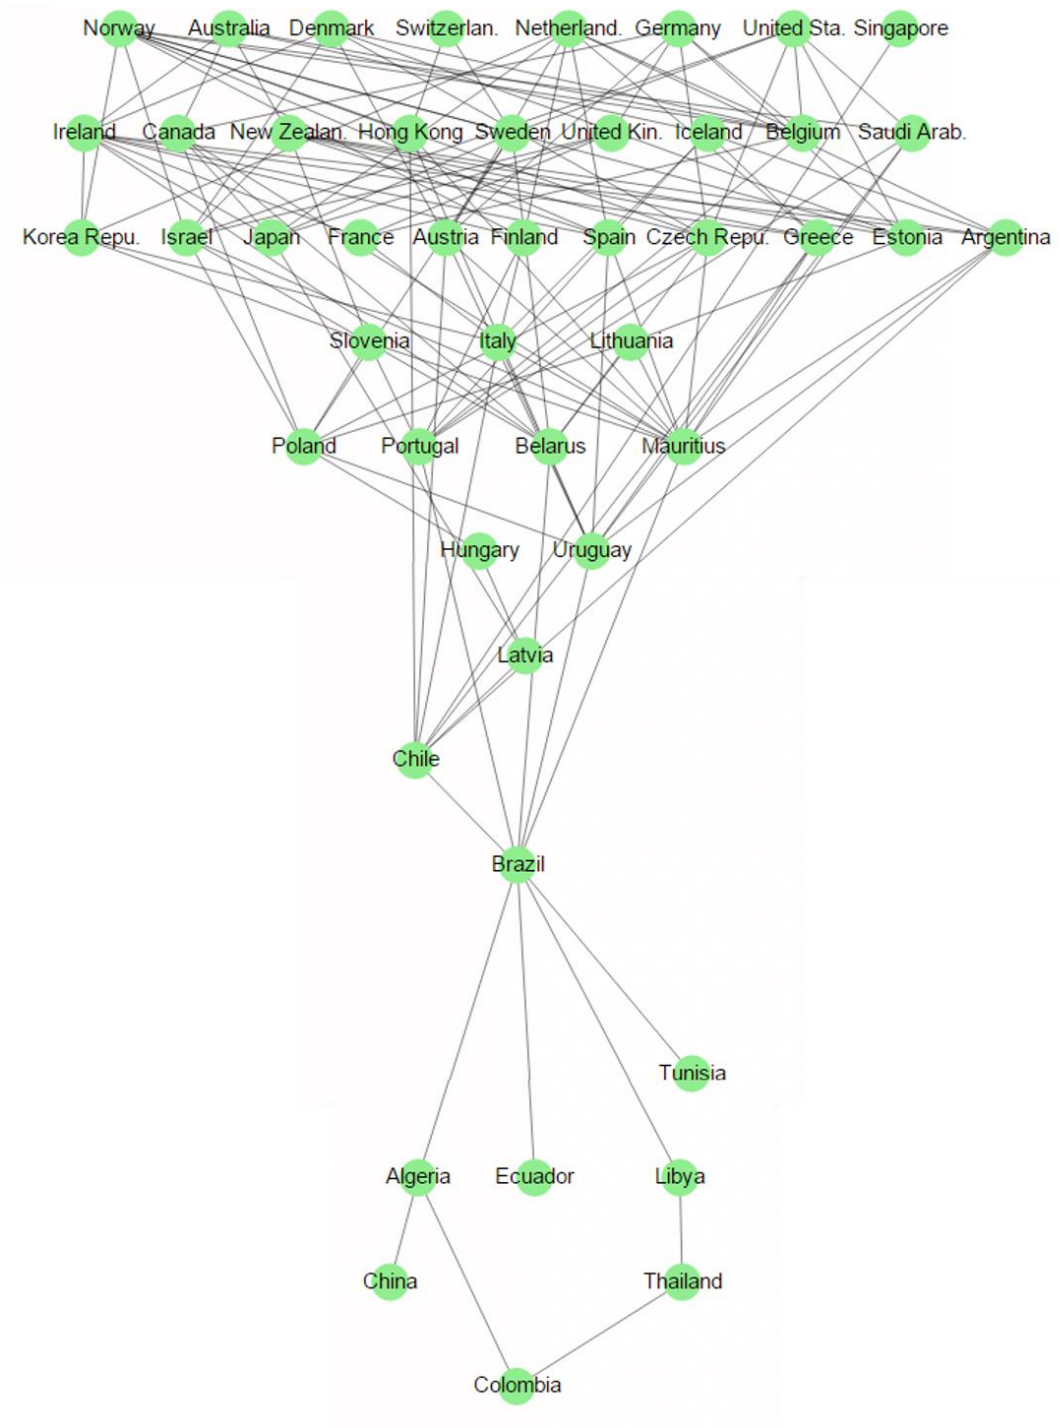 Norway Australia Denmark Switzerlan. Netherland. Germany United Sta. Singapore
Ireland Canada New Zealan. Hong Kong Sweden United Kin. Iceland Belgium Saudi Arab.
Korea Repu. Israel Japan France Austria Finland Spain Czech Repu. Greece Estonia Argentina
Slovenia Italy Lithuania
Poland Portugal Belarus Mauritius
Hungary Uruguay
Latvia
Chile
Brazil
Tunisia
Algeria Ecuador Libya
China Thailand
Colombia